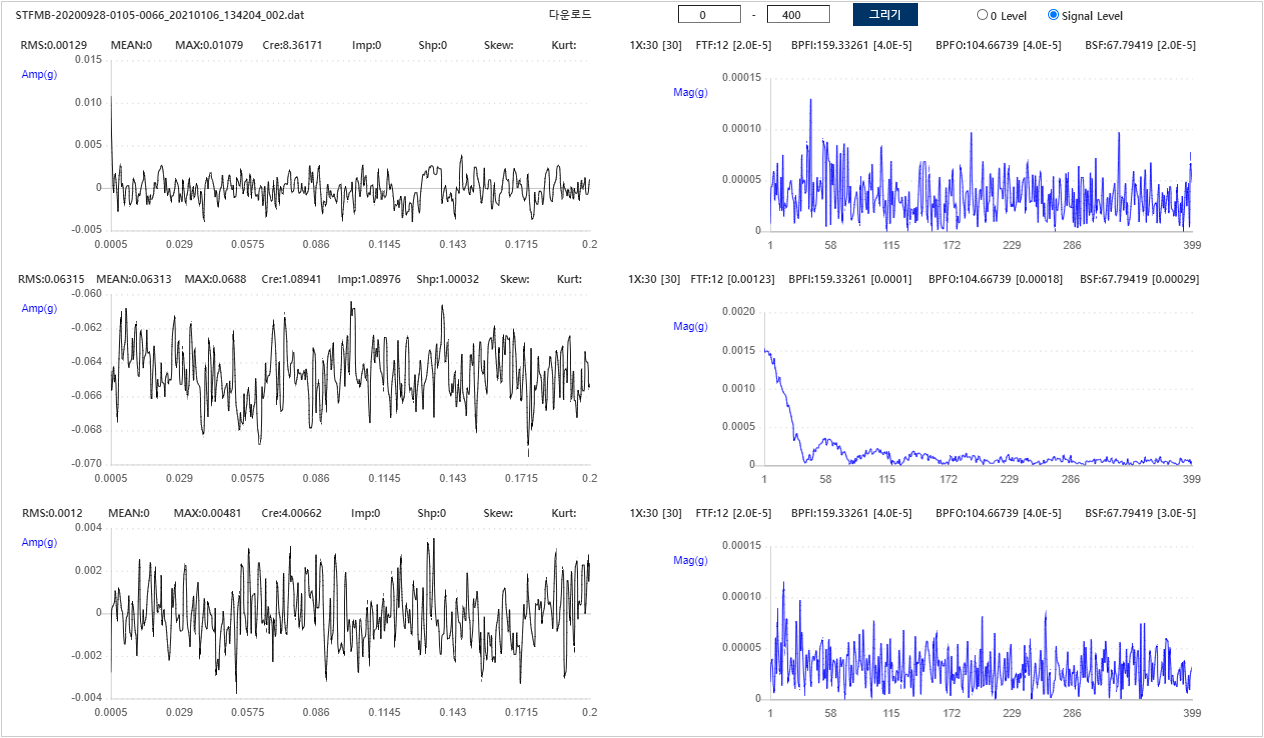 STFMB-20200928-0105-0066_20210106_134204_002.dat 다운로드 0 - 400 그리기 0 Level Signal Level
RMS:0.00129 MEAN:0 MAX:0.01079 Cre:8.36171 Imp:0 Shp:0 Skew: Kurt:
Amp(g)
0.015
0.010
0.005
0
-0.005
0.0005 0.029 0.0575 0.086 0.1145 0.143 0.1715 0.2
1X:30 [30] FTF:12 [2.0E-5] BPFI:159.33261 [4.0E-5] BPFO:104.66739 [4.0E-5] BSF:67.79419 [2.0E-5]
Mag(g)
0.00015
0.00010
0.00005
0
1 58 115 172 229 286 399
RMS:0.06315 MEAN:0.06313 MAX:0.0688 Cre:1.08941 Imp:1.08976 Shp:1.00032 Skew: Kurt:
Amp(g)
-0.060
-0.062
-0.064
-0.066
-0.068
-0.070
0.0005 0.029 0.0575 0.086 0.1145 0.143 0.1715 0.2
1X:30 [30] FTF:12 [0.00123] BPFI:159.33261 [0.0001] BPFO:104.66739 [0.00018] BSF:67.79419 [0.00029]
Mag(g)
0.0020
0.0015
0.0010
0.0005
0
1 58 115 172 229 286 399
RMS:0.0012 MEAN:0 MAX:0.00481 Cre:4.00662 Imp:0 Shp:0 Skew: Kurt:
Amp(g)
0.004
0.002
0
-0.002
-0.004
0.0005 0.029 0.0575 0.086 0.1145 0.143 0.1715 0.2
1X:30 [30] FTF:12 [2.0E-5] BPFI:159.33261 [4.0E-5] BPFO:104.66739 [4.0E-5] BSF:67.79419 [3.0E-5]
Mag(g)
0.00015
0.00010
0.00005
0
1 58 115 172 229 286 399